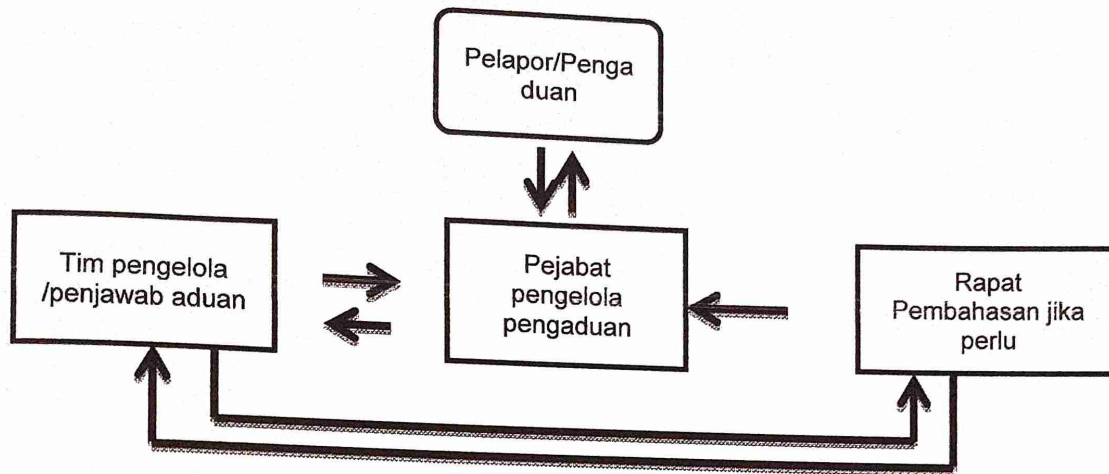 Pelapor/Penga
duan
Tim pengelola
/penjawab aduan
Pejabat
pengelola
pengaduan
Rapat
Pembahasan jika
perlu